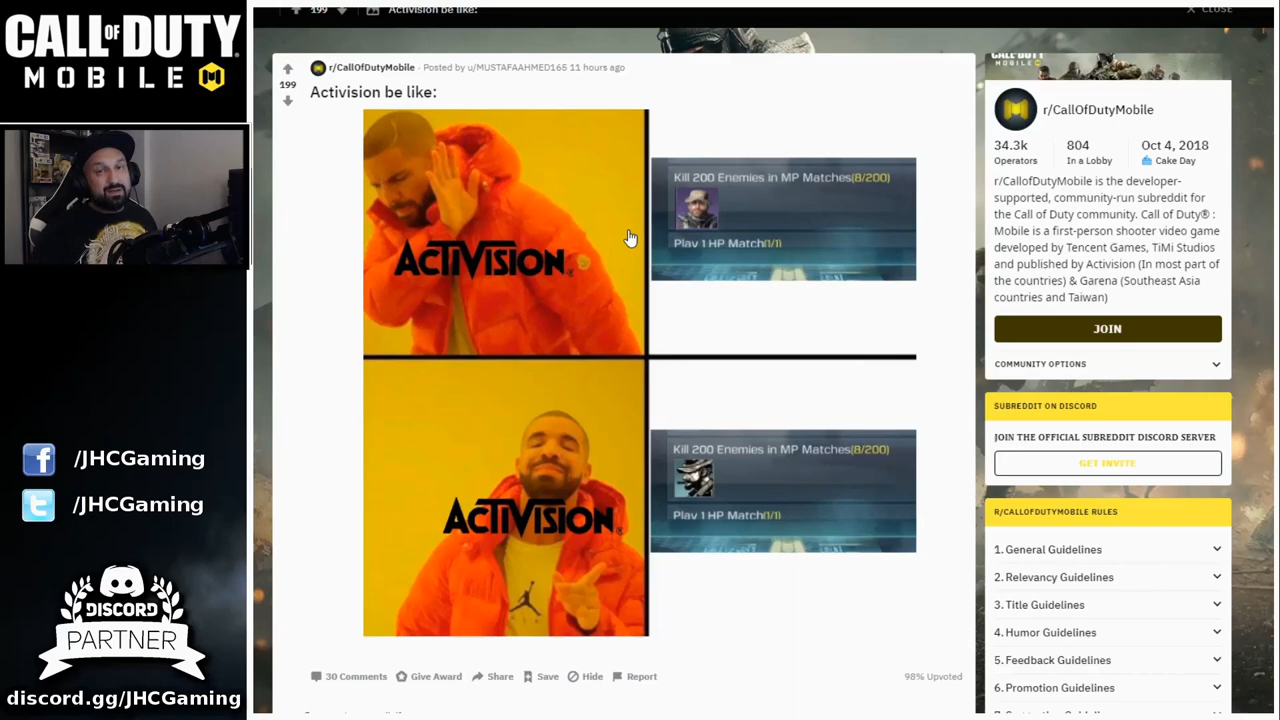 CALL OF DUTY
MOBILE
/JHCGaming
/JHCGaming
DISCORD
PARTNER
discord.gg/JHCGaming
199
Activision be like:
CLOSE
r/CallOfDutyMobile · Posted by u/MUSTAFAAHMED165 11 hours ago
199
Activision be like:
ACTIVISION
Kill 200 Enemies in MP Matches(8/200)
Play 1 HP Match(1/1)
ACTIVISION
Kill 200 Enemies in MP Matches(8/200)
Play 1 HP Match(1/1)
30 Comments Give Award Share Save Hide Report 98% Upvoted
MOBILE
r/CallOfDutyMobile
34.3k 804 Oct 4, 2018
Operators In a Lobby Cake Day
r/CallofDutyMobile is the developer-
supported, community-run subreddit for
the Call of Duty community. Call of Duty® :
Mobile is a first-person shooter video game
developed by Tencent Games, TiMi Studios
and published by Activision (In most part of
the countries) & Garena (Southeast Asia
countries and Taiwan)
JOIN
COMMUNITY OPTIONS
SUBREDDIT ON DISCORD
JOIN THE OFFICIAL SUBREDDIT DISCORD SERVER
GET INVITE
R/CALLOFDUTYMOBILE RULES
1. General Guidelines
2. Relevancy Guidelines
3. Title Guidelines
4. Humor Guidelines
5. Feedback Guidelines
6. Promotion Guidelines